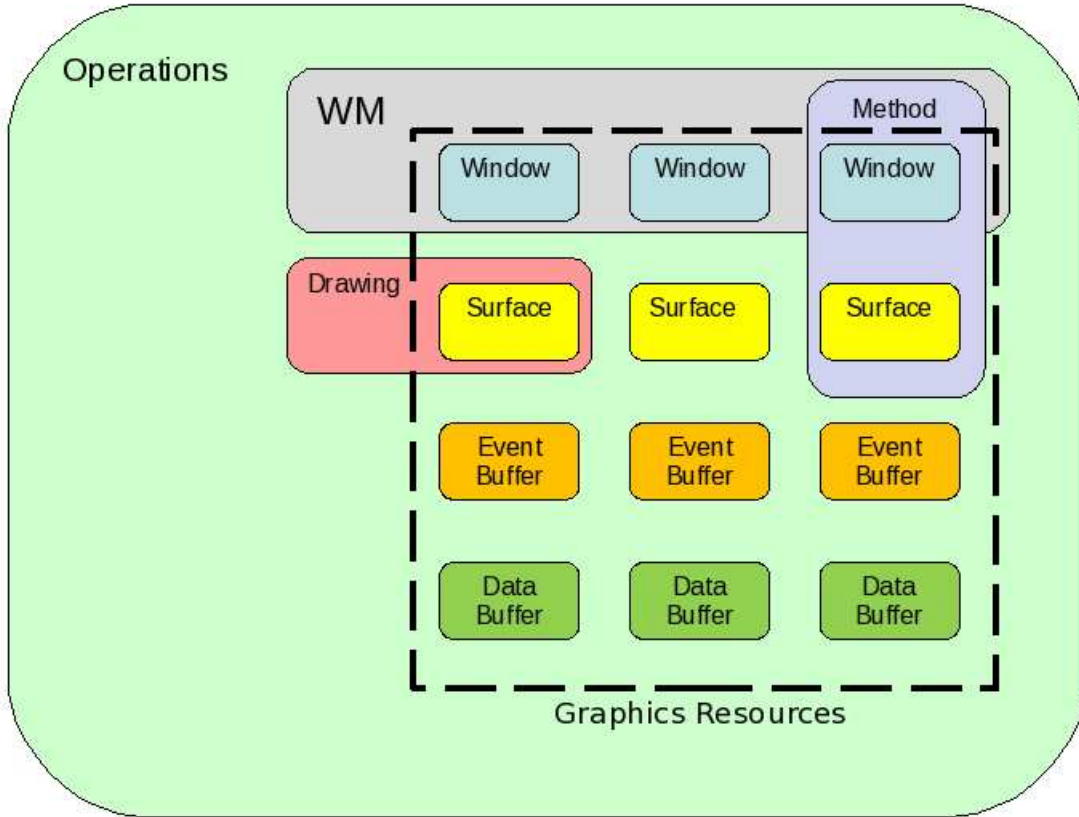 Operations
WM
Method
Window
Window
Window
Drawing
Surface
Surface
Surface
Event
Buffer
Event
Buffer
Event
Buffer
Data
Buffer
Data
Buffer
Data
Buffer
Graphics Resources